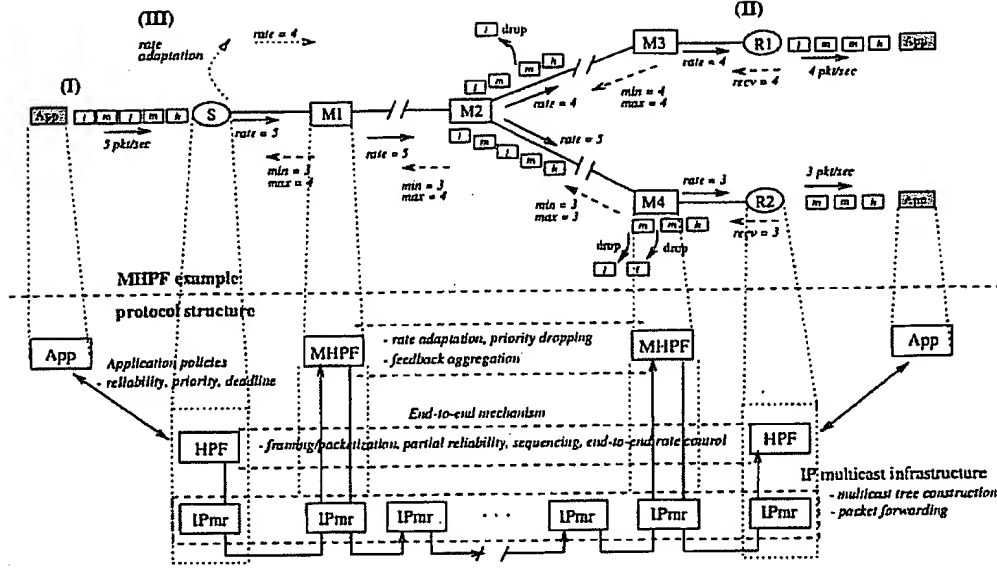 (III)
(II)
rate adaptation
rate = 4
drop
l
m
h
l
m
M3
rate = 4
min = 4
max = 4
R1
recv = 4
l m m h
4 pkt/sec
App
(I)
App
l m l m h
5 pkt/sec
S
rate = 5
M1
min = 3
max = 4
rate = 5
min = 3
max = 4
M2
rate = 4
rate = 5
l m l m h
min = 3
max = 3
M4
rate = 3
R2
recv = 3
3 pkt/sec
m m h
App
m m h
drop
drop
l l
MHPF example
protocol structure
App
Application policies
- reliability, priority, deadline
MHPF
- rate adaptation, priority dropping
- feedback aggregation
MHPF
App
End-to-end mechanism
HPF
- framing/packetization, partial reliability, sequencing, end-to-end rate control
HPF
IP multicast infrastructure
- multicast tree construction
- packet forwarding
IPmr
IPmr
IPmr
. . .
IPmr
IPmr
IPmr